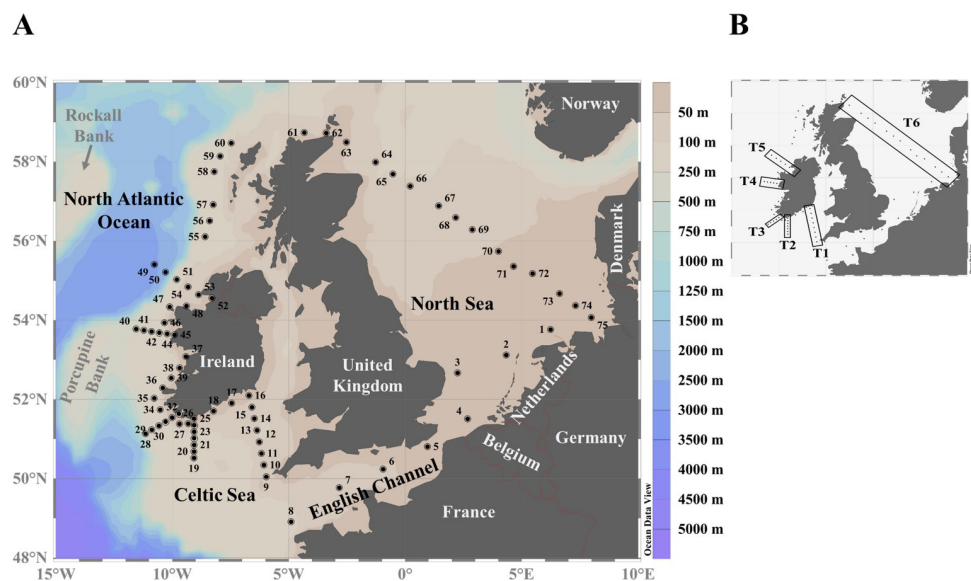 A
B
60°N
58°N
56°N
54°N
52°N
50°N
48°N
15°W
10°W
5°W
0°
5°E
10°E
Rockall
Bank
North Atlantic
Ocean
Porcupine
Bank
Ireland
United
Kingdom
North Sea
Norway
Denmark
Netherlands
Belgium
Germany
France
English Channel
Celtic Sea
61
62
63
60
59
58
64
65
66
57
56
55
67
68
69
70
71
72
73
74
75
49
50
51
53
54
52
47
48
40
41
46
42
44
45
37
38
39
36
35
34
32
26
25
29
30
27
23
28
21
20
19
18
17
16
15
14
13
12
11
10
9
8
7
6
5
4
3
2
1
50 m
100 m
250 m
500 m
750 m
1000 m
1250 m
1500 m
2000 m
2500 m
3000 m
3500 m
4000 m
4500 m
5000 m
Ocean Data View
T6
T5
T4
T3
T2
T1